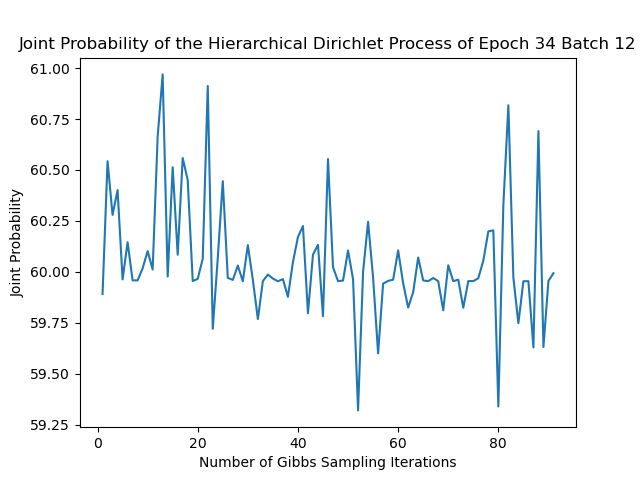 Joint Probability of the Hierarchical Dirichlet Process of Epoch 34 Batch 12
61.00
60.75
60.50
60.25
60.00
59.75
59.50
59.25
Joint Probability
0 20 40 60 80
Number of Gibbs Sampling Iterations